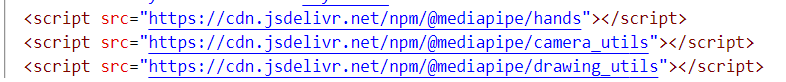 <script src="https://cdn.jsdelivr.net/npm/@mediapipe/hands"></script>
<script src="https://cdn.jsdelivr.net/npm/@mediapipe/camera_utils"></script>
<script src="https://cdn.jsdelivr.net/npm/@mediapipe/drawing_utils"></script>